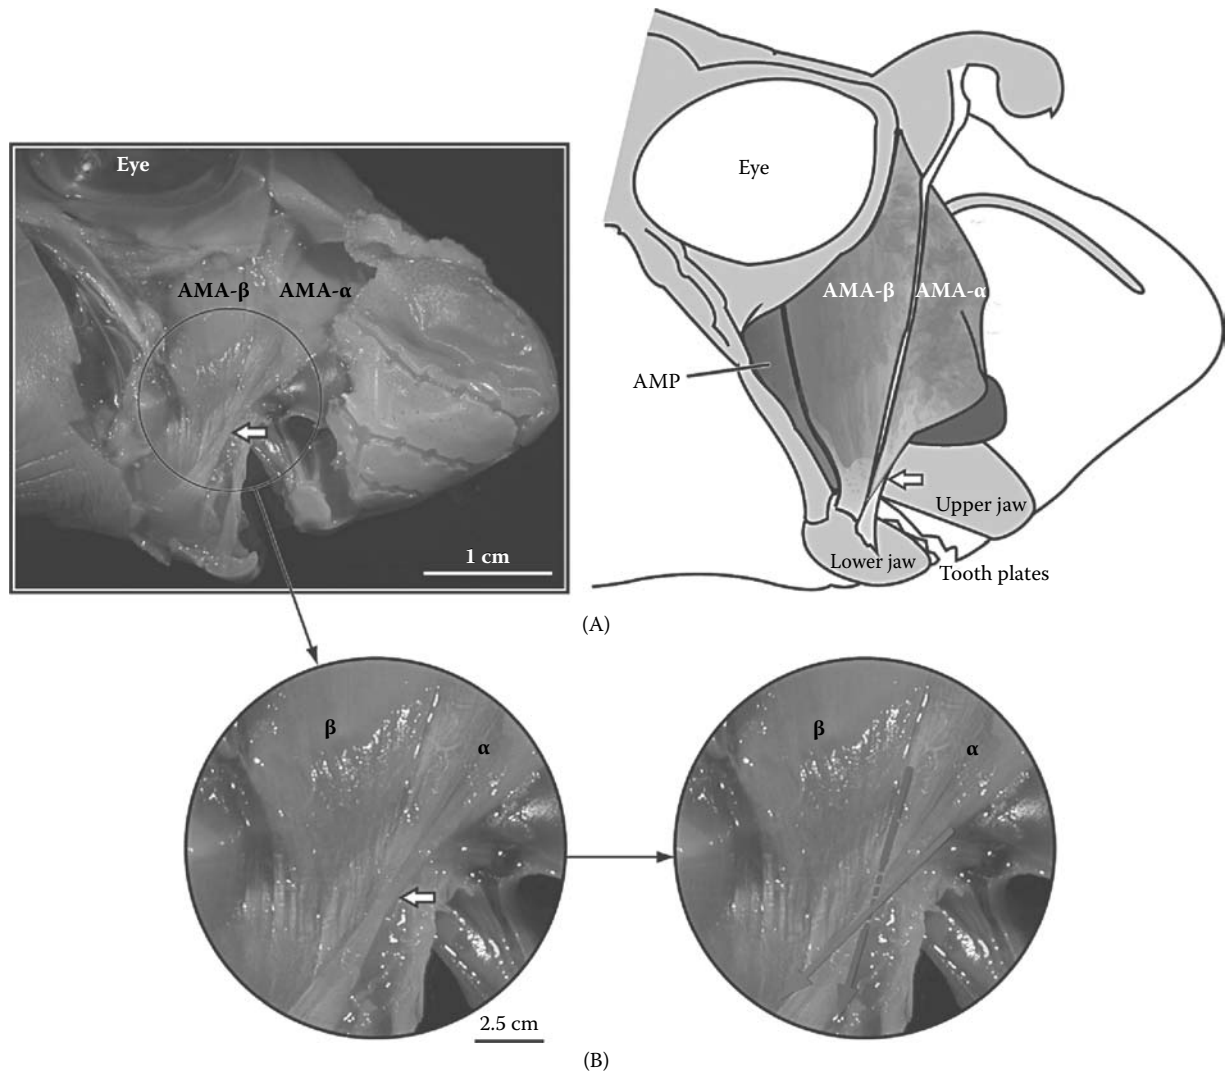 Eye
AMA-β
AMA-α
1 cm
Eye
AMA-β
AMA-α
AMP
Upper jaw
Lower jaw
Tooth plates
(A)
β
α
β
α
2.5 cm
(B)